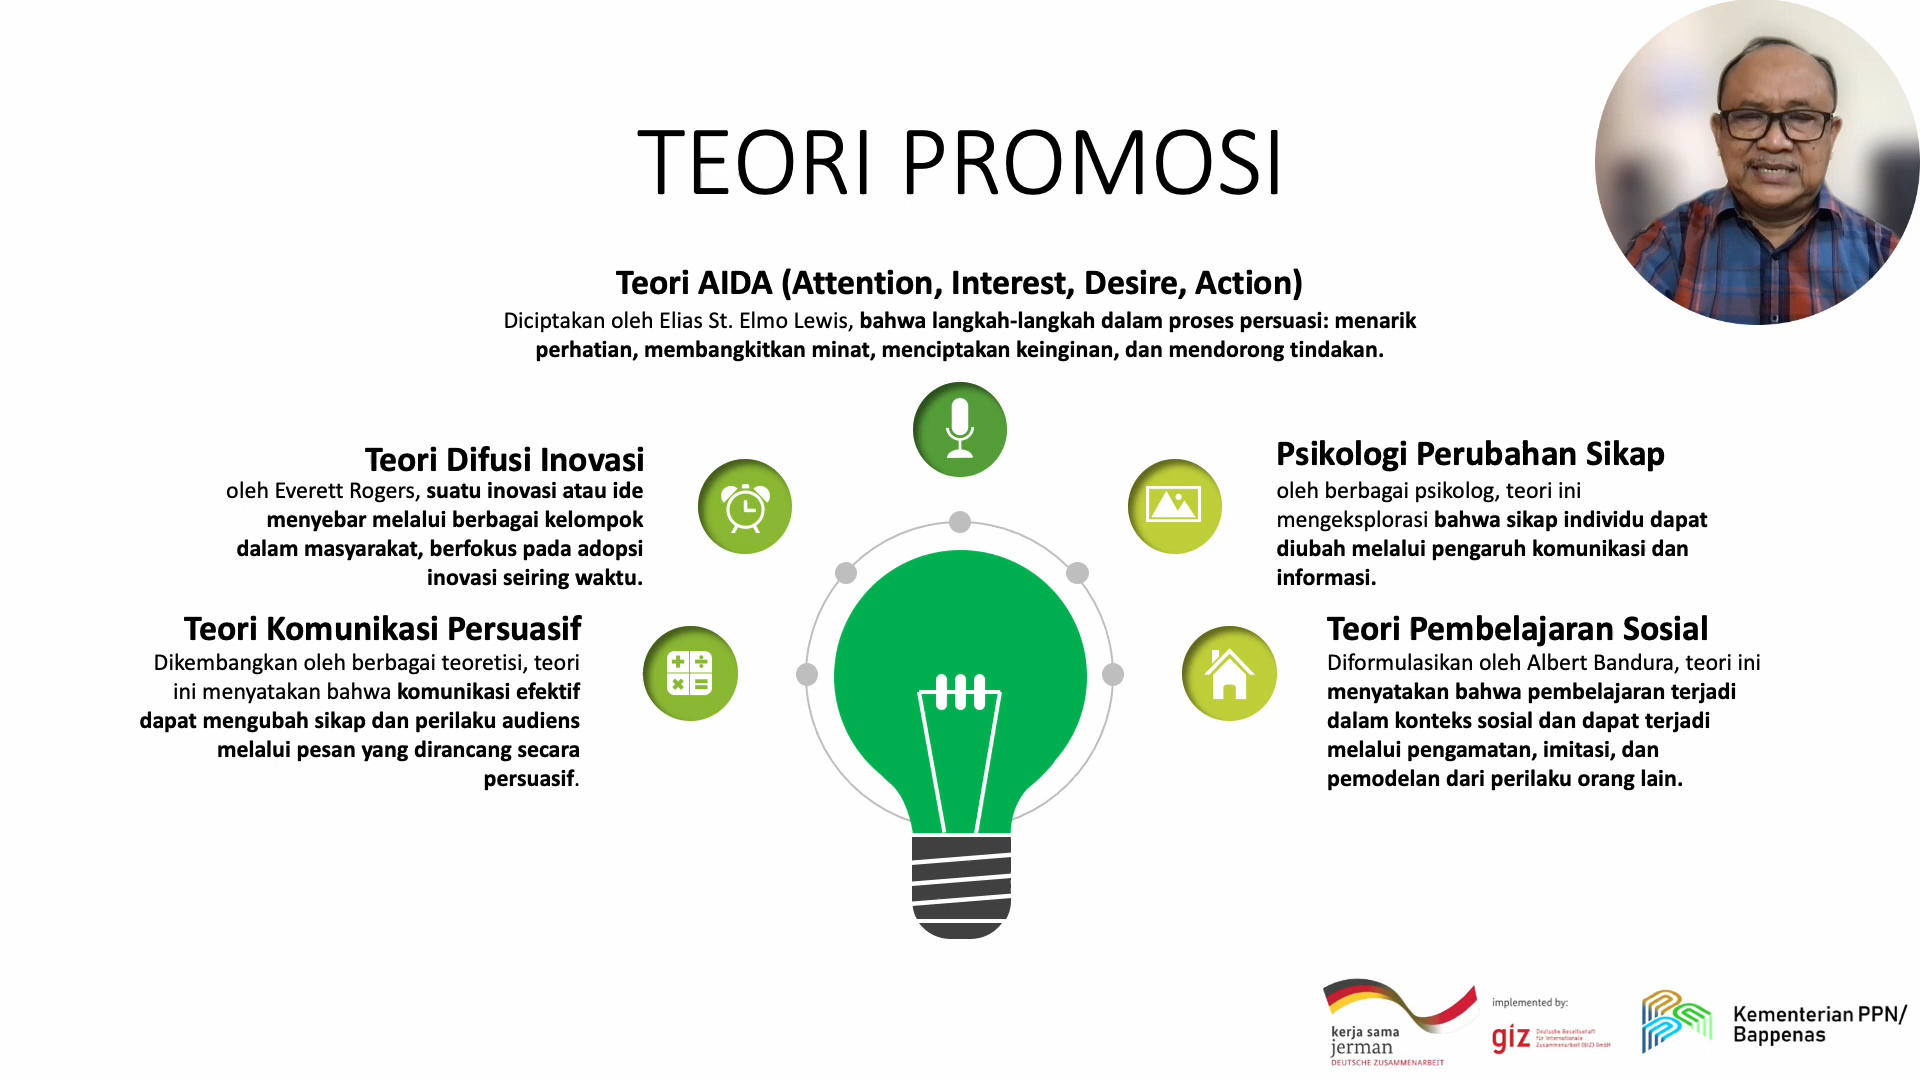 TEORI PROMOSI
Teori AIDA (Attention, Interest, Desire, Action)
Diciptakan oleh Elias St. Elmo Lewis, bahwa langkah-langkah dalam proses persuasi: menarik
perhatian, membangkitkan minat, menciptakan keinginan, dan mendorong tindakan.
Teori Difusi Inovasi
oleh Everett Rogers, suatu inovasi atau ide
menyebar melalui berbagai kelompok
dalam masyarakat, berfokus pada adopsi
inovasi seiring waktu.
Psikologi Perubahan Sikap
oleh berbagai psikolog, teori ini
mengeksplorasi bahwa sikap individu dapat
diubah melalui pengaruh komunikasi dan
informasi.
Teori Komunikasi Persuasif
Dikembangkan oleh berbagai teoretisi, teori
ini menyatakan bahwa komunikasi efektif
dapat mengubah sikap dan perilaku audiens
melalui pesan yang dirancang secara
persuasif.
Teori Pembelajaran Sosial
Diformulasikan oleh Albert Bandura, teori ini
menyatakan bahwa pembelajaran terjadi
dalam konteks sosial dan dapat terjadi
melalui pengamatan, imitasi, dan
pemodelan dari perilaku orang lain.
kerja sama
jerman
DEUTSCHE ZUSAMMENARBEIT
implemented by:
giz
Deutsche Gesellschaft
für Internationale
Zusammenarbeit (GIZ) GmbH
Kementerian PPN/
Bappenas